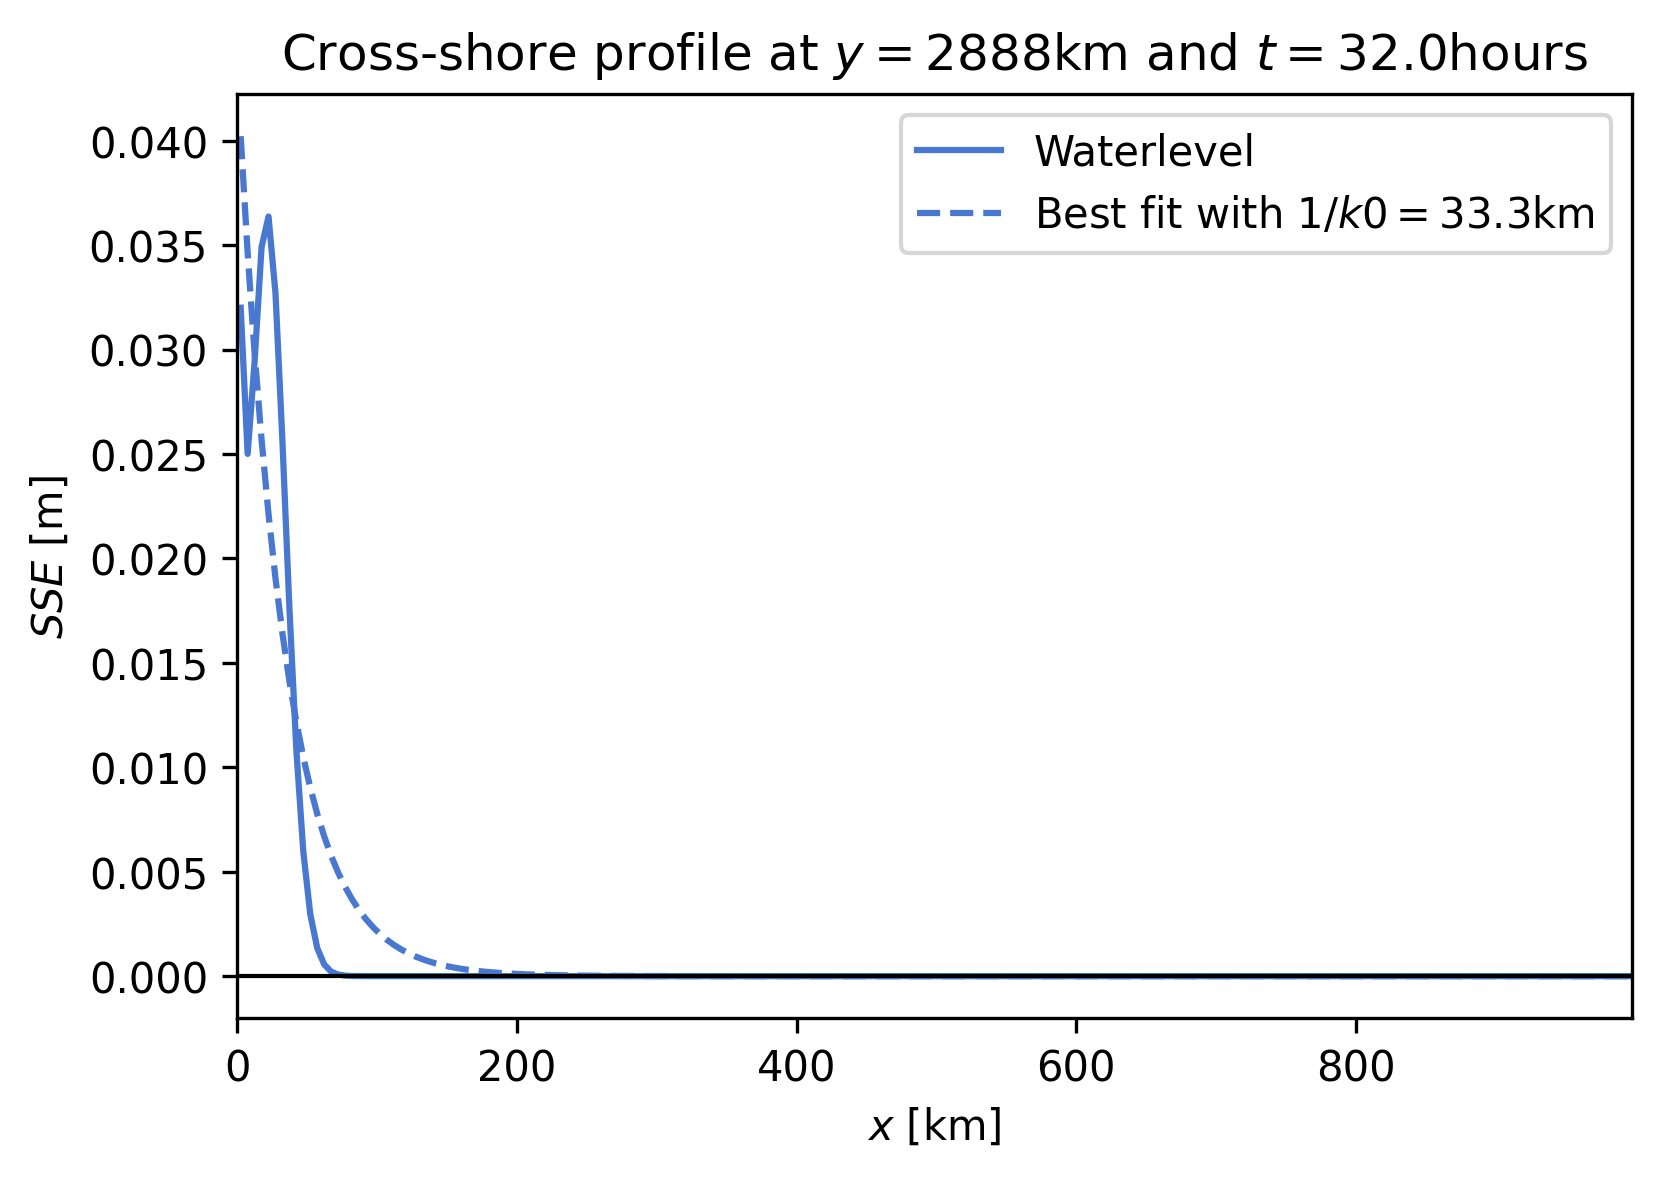 Cross-shore profile at y = 2888km and t = 32.0hours
Waterlevel
Best fit with 1/k0 = 33.3km
0.040
0.035
0.030
0.025
0.020
0.015
0.010
0.005
0.000
SSE [m]
0 200 400 600 800
x [km]